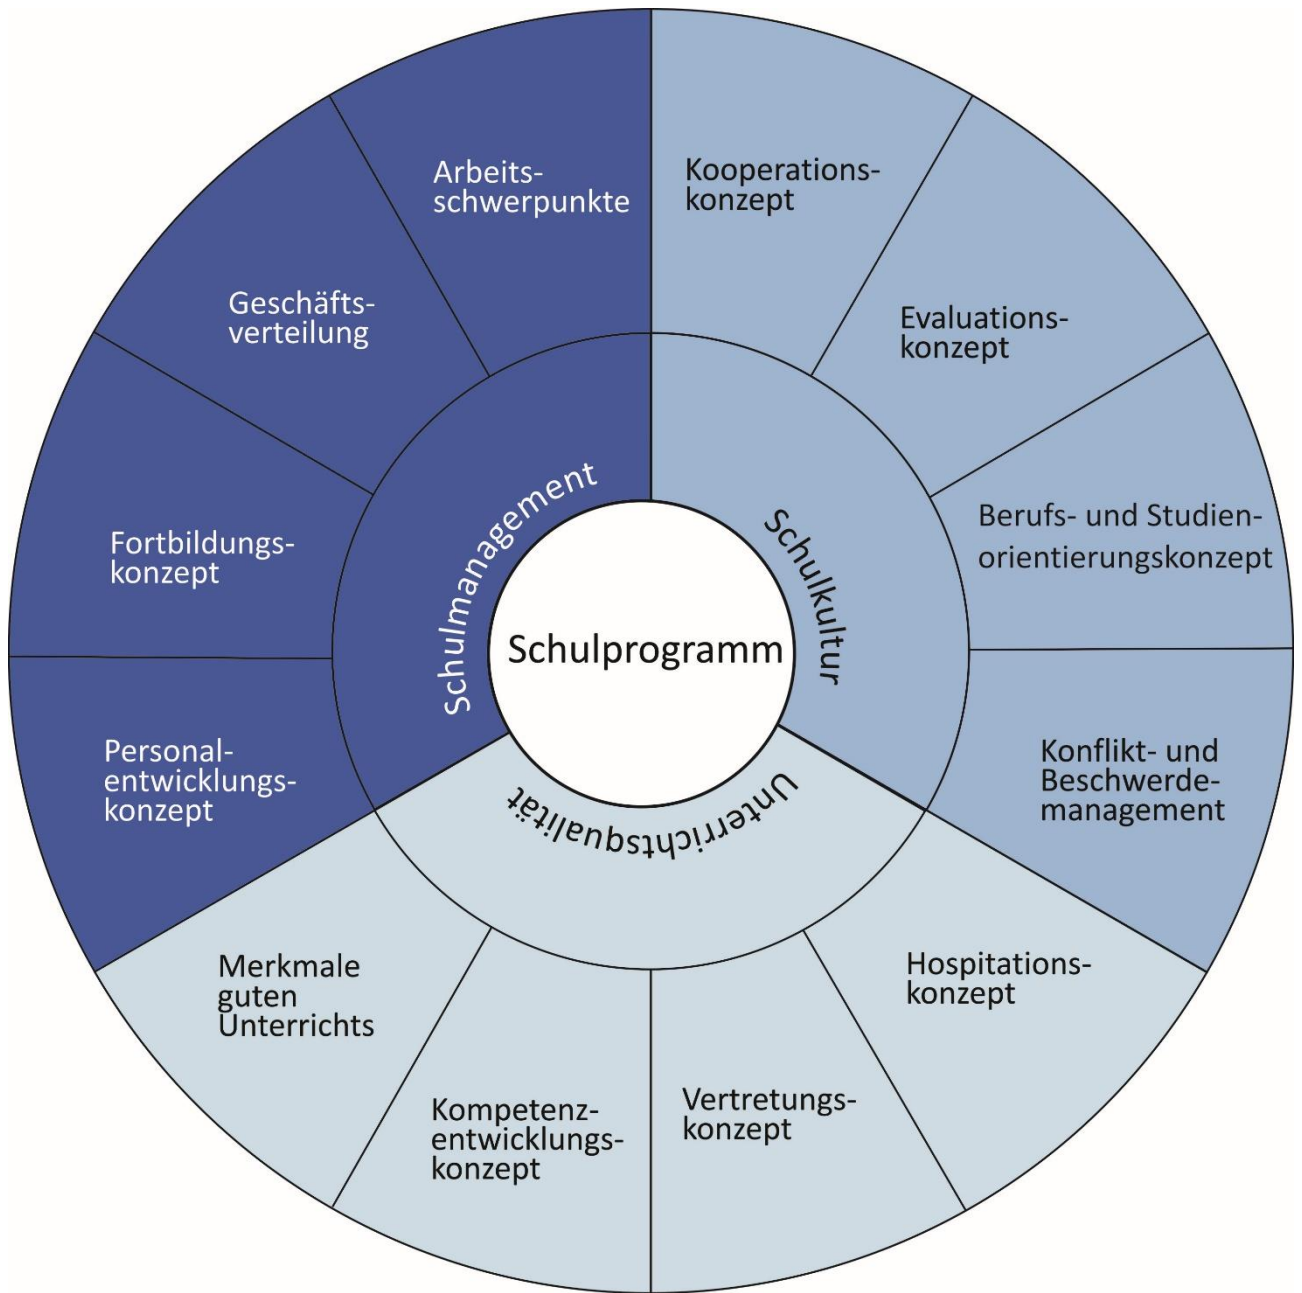 Arbeits-
schwerpunkte
Kooperations-
konzept
Geschäfts-
verteilung
Evaluations-
konzept
Fortbildungs-
konzept
Berufs- und Studien-
orientierungskonzept
Schulmanagement
Schulkultur
Schulprogramm
Unterrichtsqualität
Personal-
entwicklungs-
konzept
Konflikt- und
Beschwerde-
management
Merkmale
guten
Unterrichts
Hospitations-
konzept
Kompetenz-
entwicklungs-
konzept
Vertretungs-
konzept